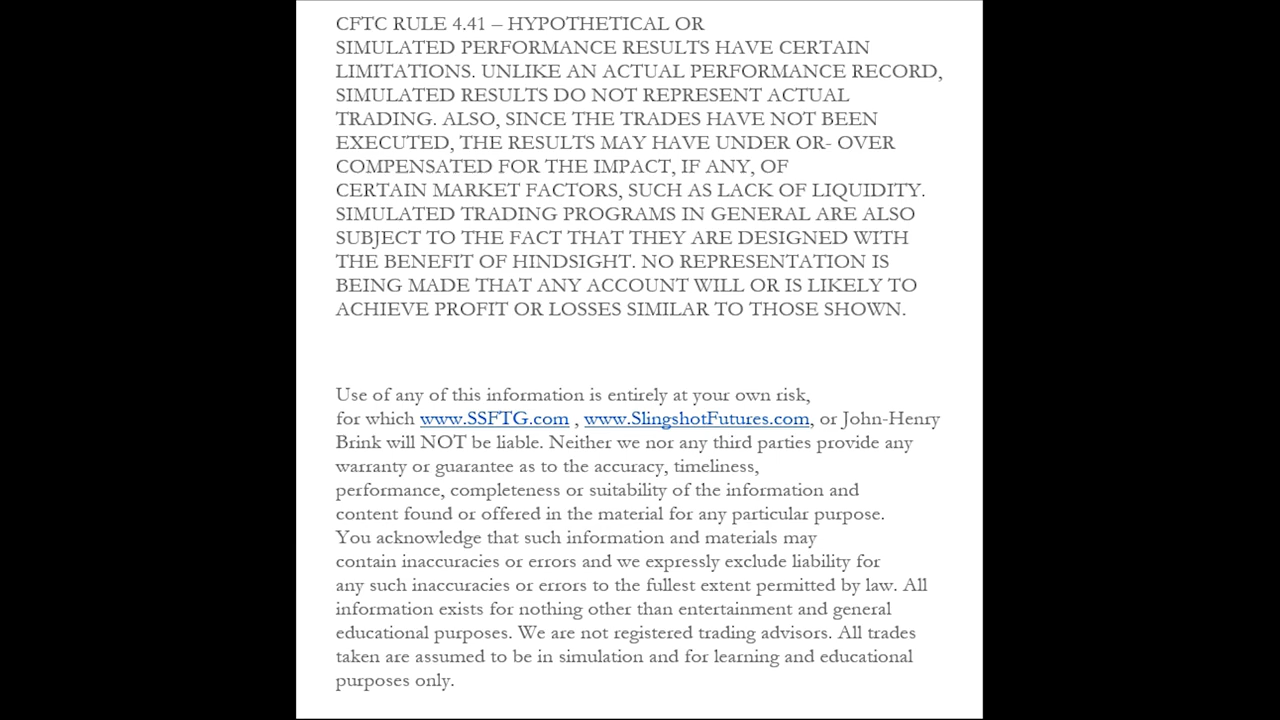 CFTC RULE 4.41 – HYPOTHETICAL OR
SIMULATED PERFORMANCE RESULTS HAVE CERTAIN
LIMITATIONS. UNLIKE AN ACTUAL PERFORMANCE RECORD,
SIMULATED RESULTS DO NOT REPRESENT ACTUAL
TRADING. ALSO, SINCE THE TRADES HAVE NOT BEEN
EXECUTED, THE RESULTS MAY HAVE UNDER OR- OVER
COMPENSATED FOR THE IMPACT, IF ANY, OF
CERTAIN MARKET FACTORS, SUCH AS LACK OF LIQUIDITY.
SIMULATED TRADING PROGRAMS IN GENERAL ARE ALSO
SUBJECT TO THE FACT THAT THEY ARE DESIGNED WITH
THE BENEFIT OF HINDSIGHT. NO REPRESENTATION IS
BEING MADE THAT ANY ACCOUNT WILL OR IS LIKELY TO
ACHIEVE PROFIT OR LOSSES SIMILAR TO THOSE SHOWN.
Use of any of this information is entirely at your own risk,
for which www.SSFTG.com , www.SlingshotFutures.com, or John-Henry
Brink will NOT be liable. Neither we nor any third parties provide any
warranty or guarantee as to the accuracy, timeliness,
performance, completeness or suitability of the information and
content found or offered in the material for any particular purpose.
You acknowledge that such information and materials may
contain inaccuracies or errors and we expressly exclude liability for
any such inaccuracies or errors to the fullest extent permitted by law. All
information exists for nothing other than entertainment and general
educational purposes. We are not registered trading advisors. All trades
taken are assumed to be in simulation and for learning and educational
purposes only.